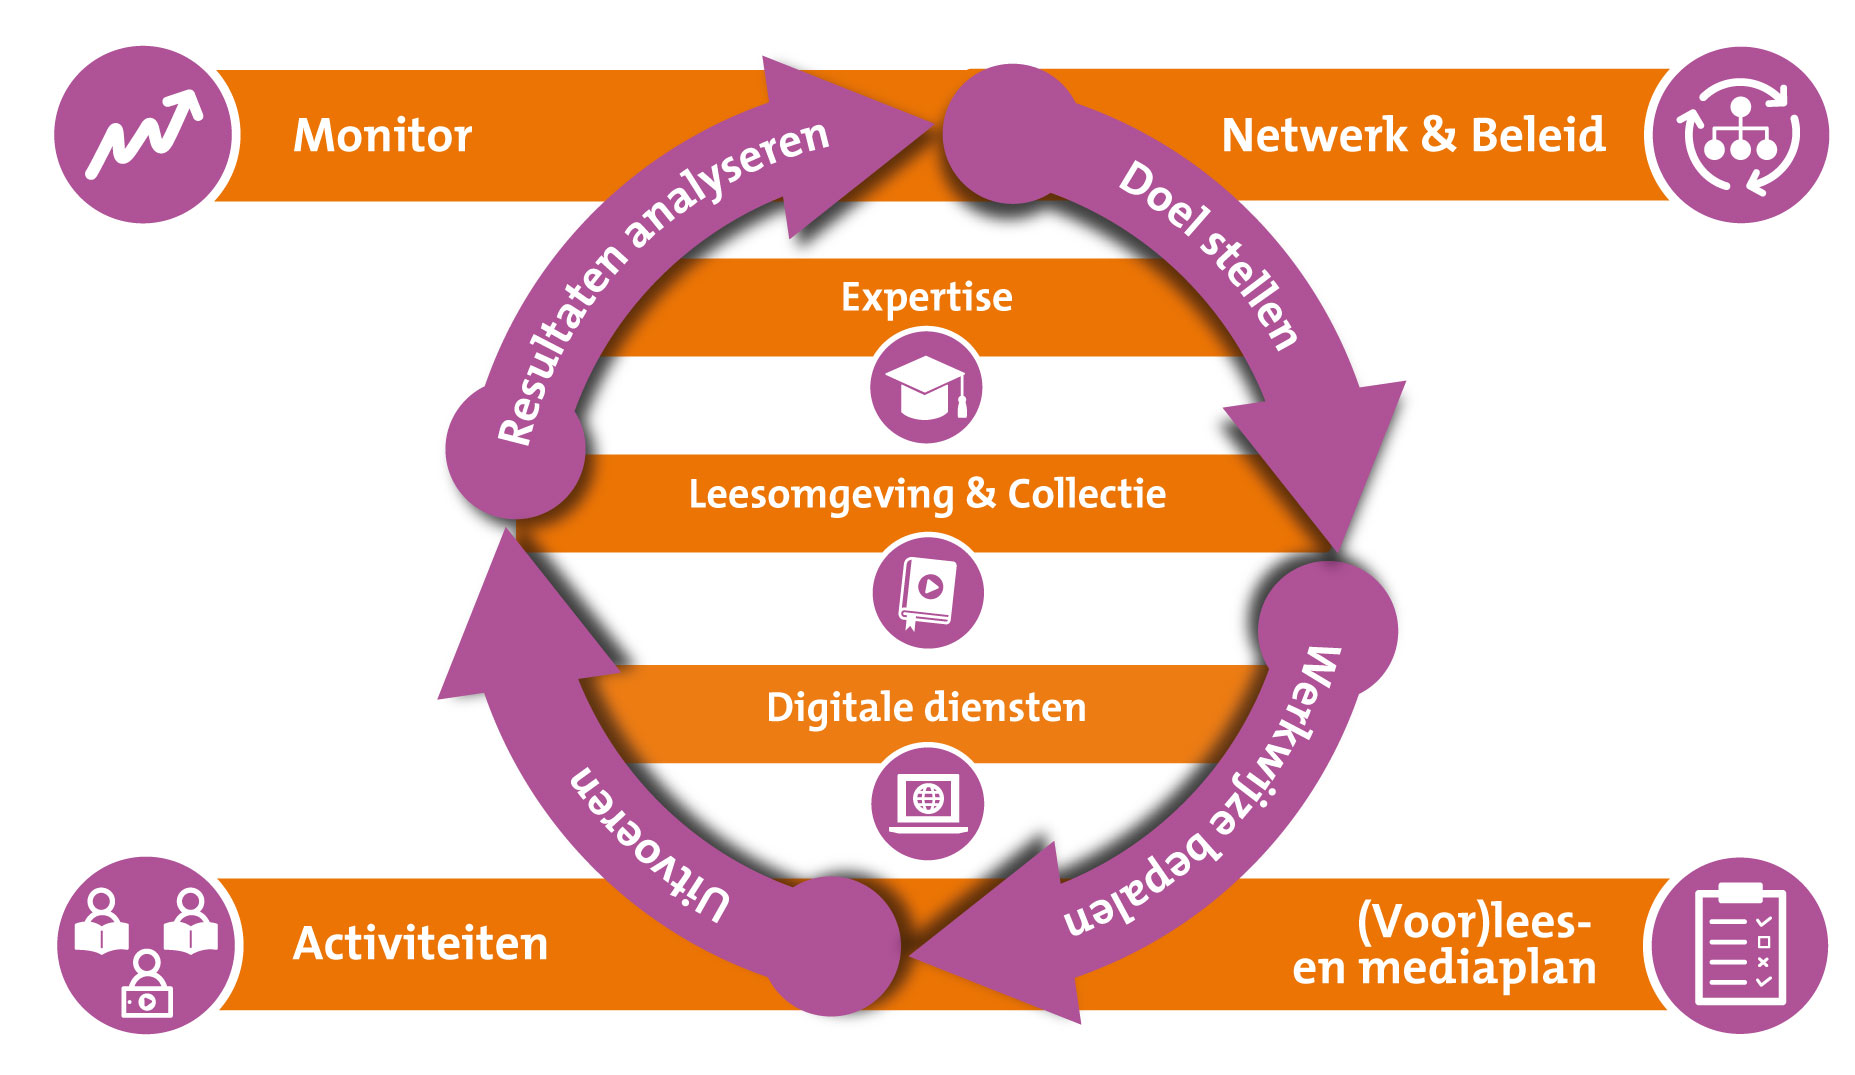 Monitor
Netwerk & Beleid
Resultaten analyseren
Doel stellen
Expertise
Leesomgeving & Collectie
Digitale diensten
Werkwijze bepalen
Uitvoeren
Activiteiten
(Voor)lees-
en mediaplan